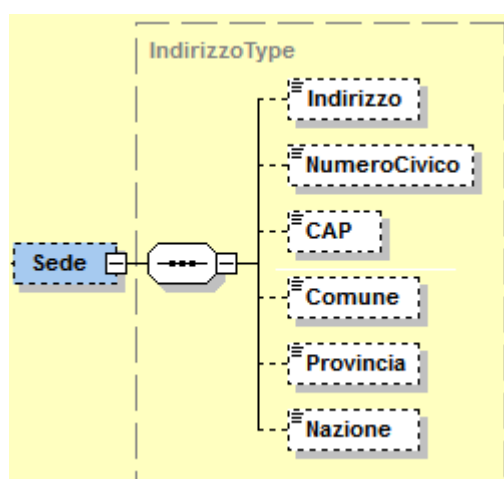 IndirizzoType
Indirizzo
NumeroCivico
CAP
Sede
Comune
Provincia
Nazione